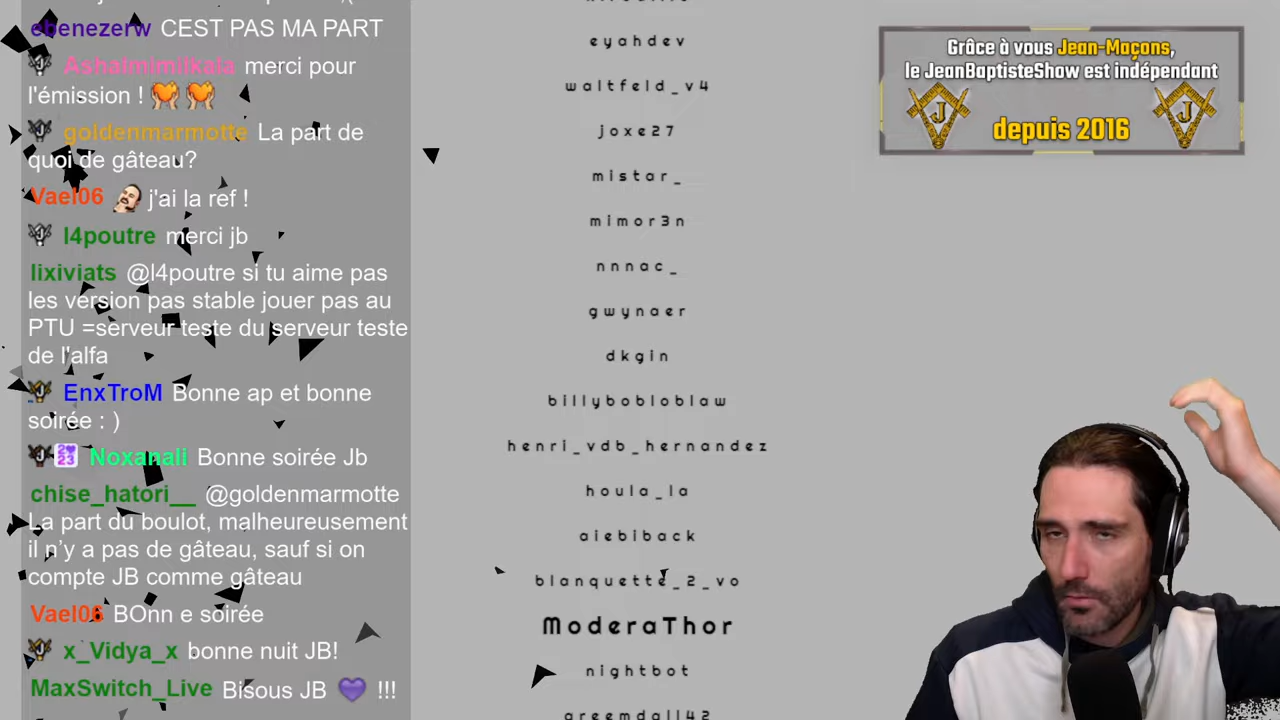 ebenezerw CEST PAS MA PART
Ashaimimilkala merci pour
l'émission !
goldenmarmotte La part de
quoi de gâteau?
Vael06 j'ai la ref !
l4poutre merci jb
lixiviats @l4poutre si tu aime pas
les version pas stable jouer pas au
PTU =serveur teste du serveur teste
de l'alfa
EnxTroM Bonne ap et bonne
soirée : )
Noxanali Bonne soirée Jb
chise_hatori__ @goldenmarmotte
La part du boulot, malheureusement
il n'y a pas de gâteau, sauf si on
compte JB comme gâteau
Vael06 BOnn e soirée
x_Vidya_x bonne nuit JB!
MaxSwitch_Live Bisous JB !!!
eyahdev
waltfeld_v4
joxe27
mistar_
mimor3n
nnnac_
gwynaer
dkgin
billybobloblaw
henri_vdb_hernandez
houla_la
aiebiback
blanquette_2_vo
ModeraThor
nightbot
greemdall42
Grâce à vous Jean-Maçons,
le JeanBaptisteShow est indépendant
depuis 2016